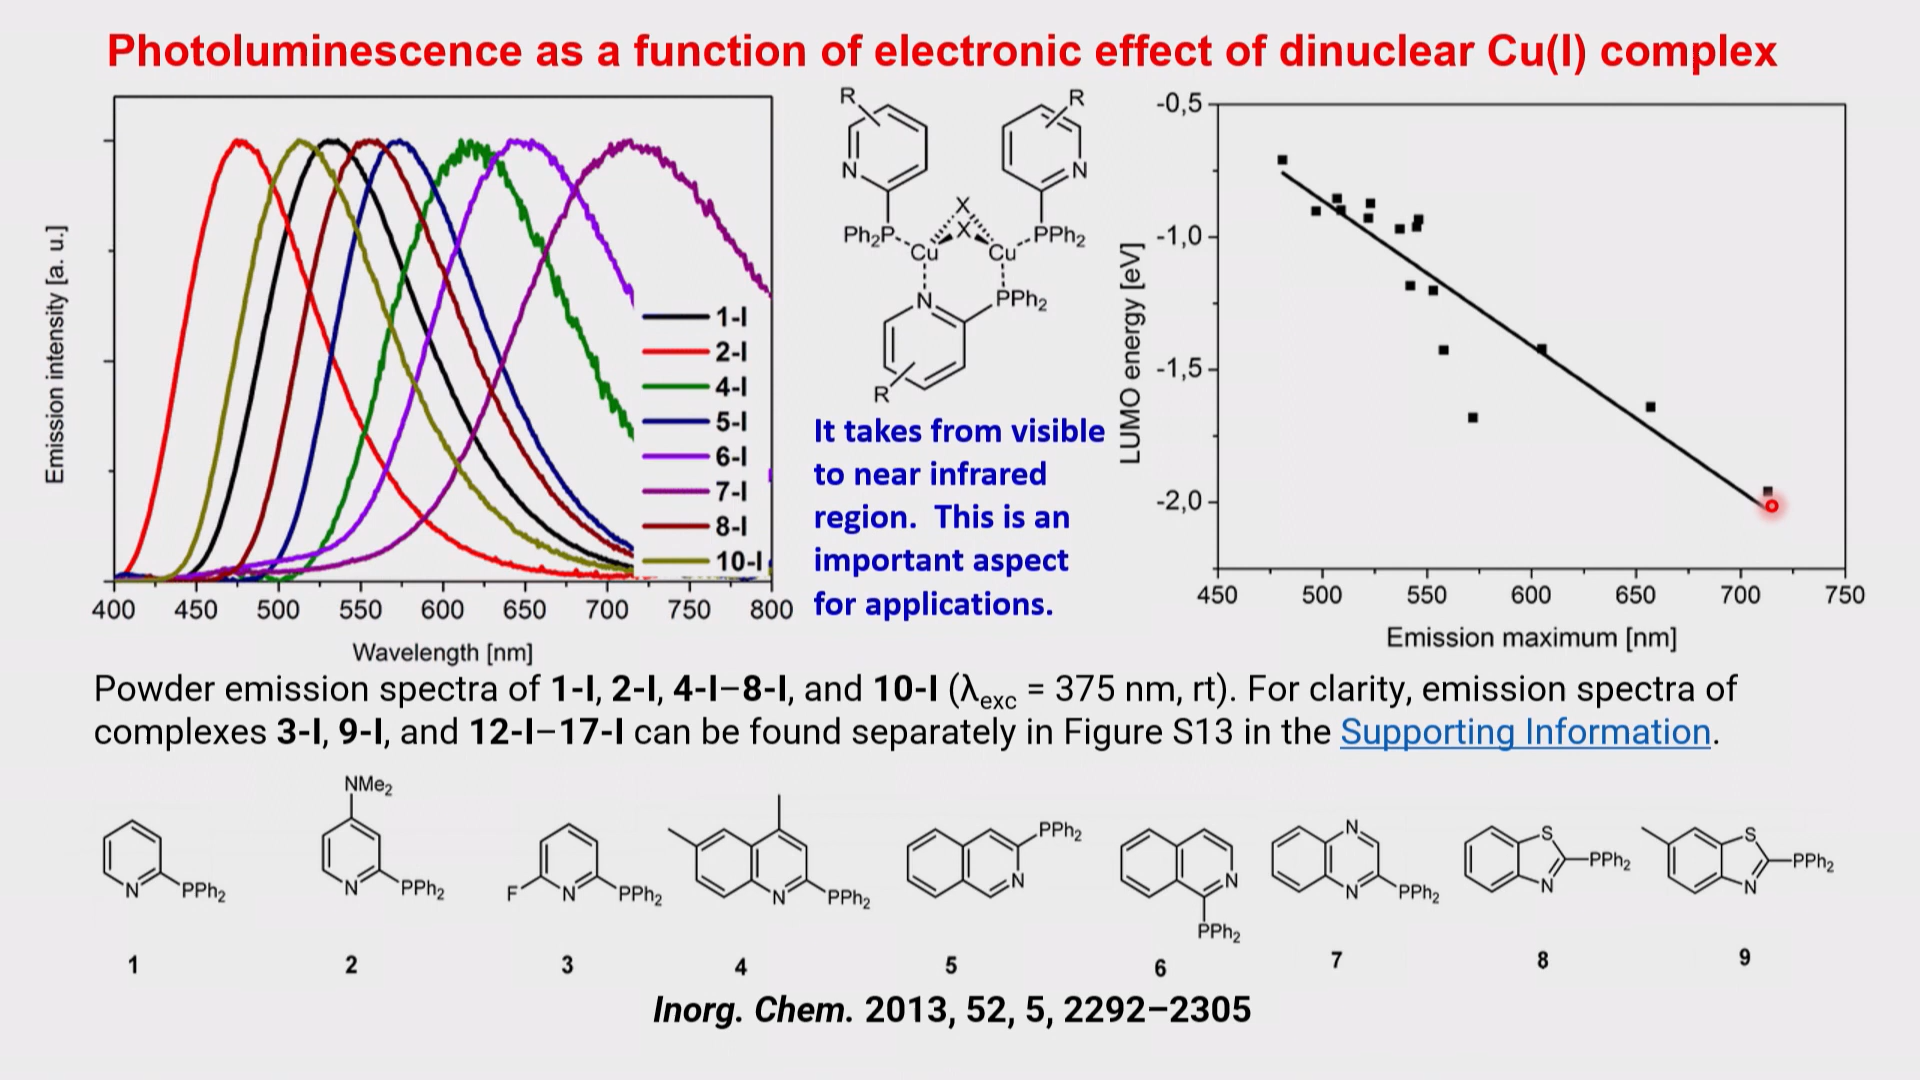 Photoluminescence as a function of electronic effect of dinuclear Cu(I) complex
Emission intensity [a. u.]
1-I
2-I
4-I
5-I
6-I
7-I
8-I
10-I
400 450 500 550 600 650 700 750 800
Wavelength [nm]
R
R
N
N
X
X
Ph₂P
PPh₂
Cu
Cu
N
PPh₂
R
It takes from visible
to near infrared
region. This is an
important aspect
for applications.
LUMO energy [eV]
-0,5
-1,0
-1,5
-2,0
450 500 550 600 650 700 750
Emission maximum [nm]
Powder emission spectra of 1-I, 2-I, 4-I–8-I, and 10-I (λexc = 375 nm, rt). For clarity, emission spectra of
complexes 3-I, 9-I, and 12-I–17-I can be found separately in Figure S13 in the Supporting Information.
N PPh₂
1
NMe₂
N PPh₂
2
F N PPh₂
3
N PPh₂
4
PPh₂
N
5
N
PPh₂
6
N
N PPh₂
7
S
N PPh₂
8
S
N PPh₂
9
Inorg. Chem. 2013, 52, 5, 2292–2305